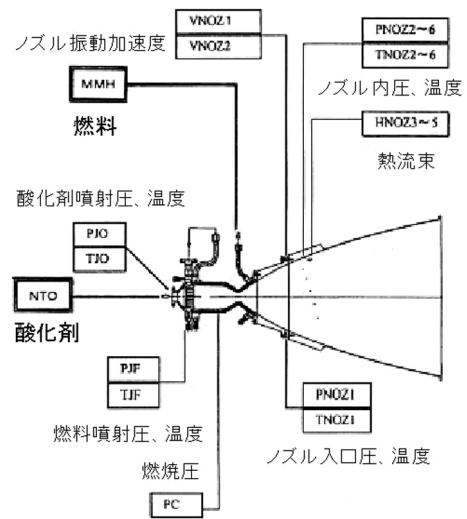 VNOZ1
VNOZ2
ノズル振動加速度
PNOZ2～6
TNOZ2～6
ノズル内圧、温度
MMH
燃料
HNOZ3～5
熱流束
酸化剤噴射圧、温度
PJO
TJO
NTO
酸化剤
PJF
TJF
燃料噴射圧、温度
PNOZ1
TNOZ1
ノズル入口圧、温度
燃焼圧
PC